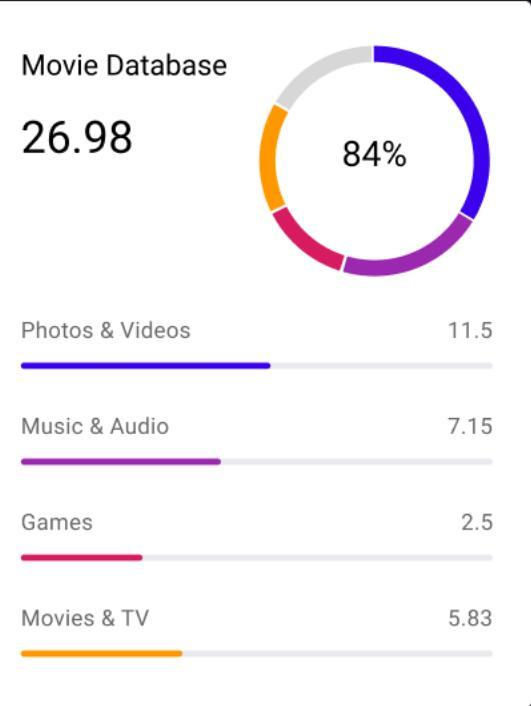 Movie Database
26.98
84%
Photos & Videos 11.5
Music & Audio 7.15
Games 2.5
Movies & TV 5.83